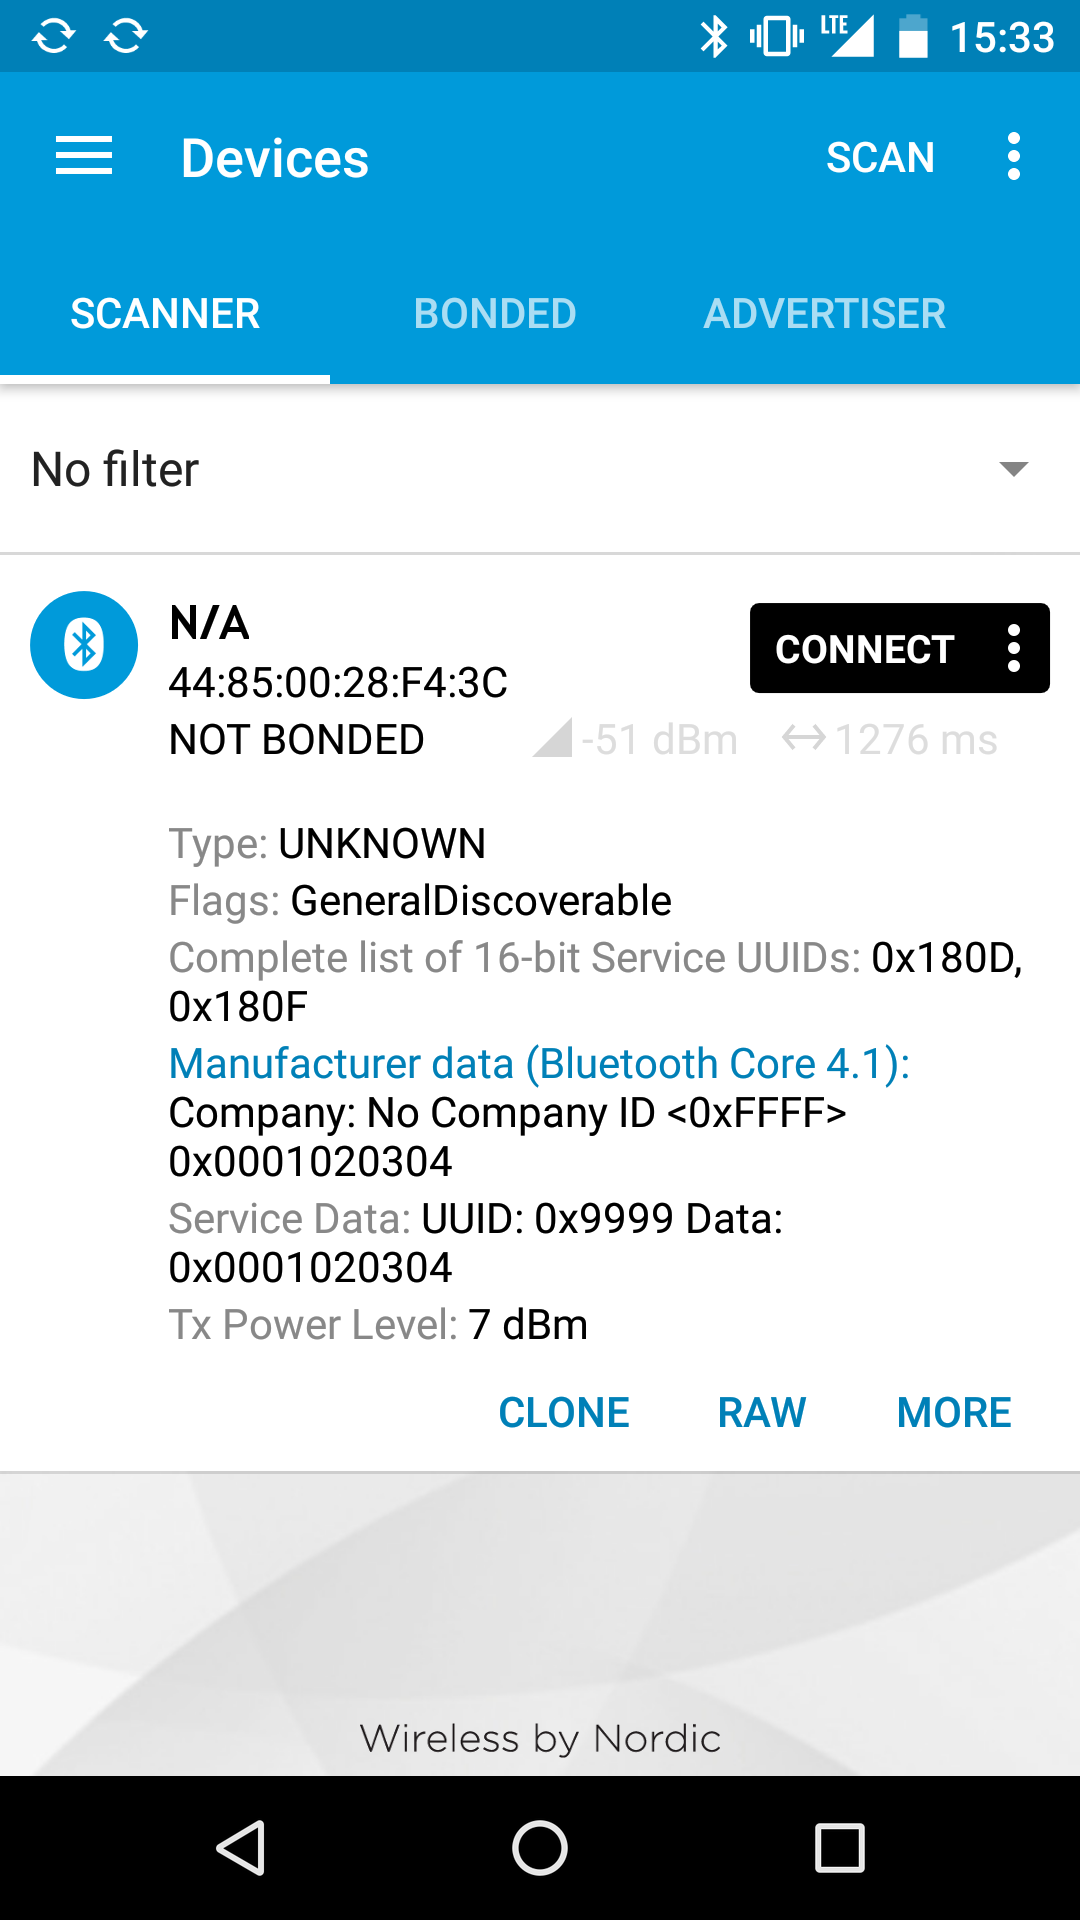 LTE 15:33
Devices SCAN
SCANNER BONDED ADVERTISER
No filter
N/A CONNECT
44:85:00:28:F4:3C
NOT BONDED -51 dBm 1276 ms
Type: UNKNOWN
Flags: GeneralDiscoverable
Complete list of 16-bit Service UUIDs: 0x180D,
0x180F
Manufacturer data (Bluetooth Core 4.1):
Company: No Company ID <0xFFFF>
0x0001020304
Service Data: UUID: 0x9999 Data:
0x0001020304
Tx Power Level: 7 dBm
CLONE RAW MORE
Wireless by Nordic